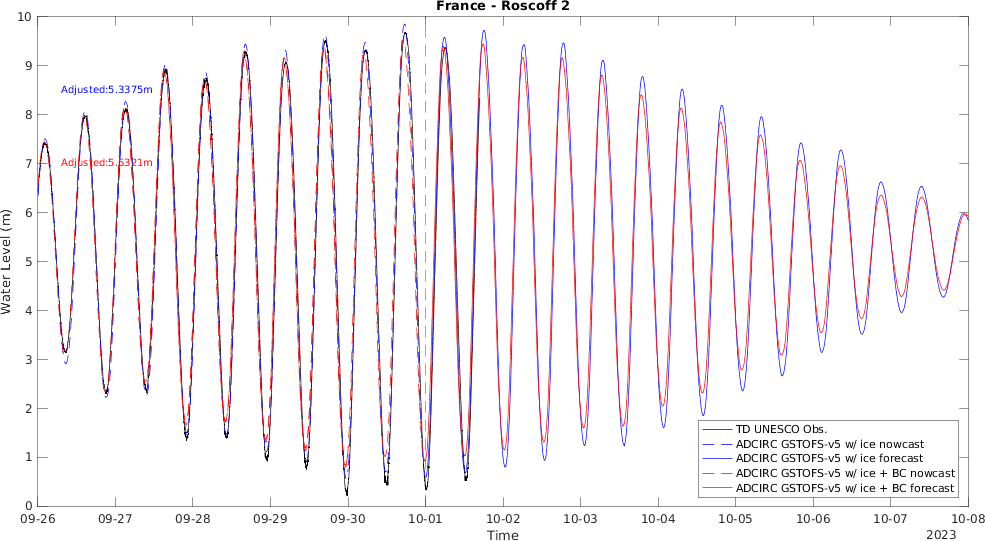 France - Roscoff 2
Water Level (m)
10
9
8
7
6
5
4
3
2
1
0
Adjusted:5.3375m
Adjusted:5.5321m
TD UNESCO Obs.
ADCIRC GSTOFS-v5 w/ ice nowcast
ADCIRC GSTOFS-v5 w/ ice forecast
ADCIRC GSTOFS-v5 w/ ice + BC nowcast
ADCIRC GSTOFS-v5 w/ ice + BC forecast
09-26 09-27 09-28 09-29 09-30 10-01 10-02 10-03 10-04 10-05 10-06 10-07 10-08
Time
2023